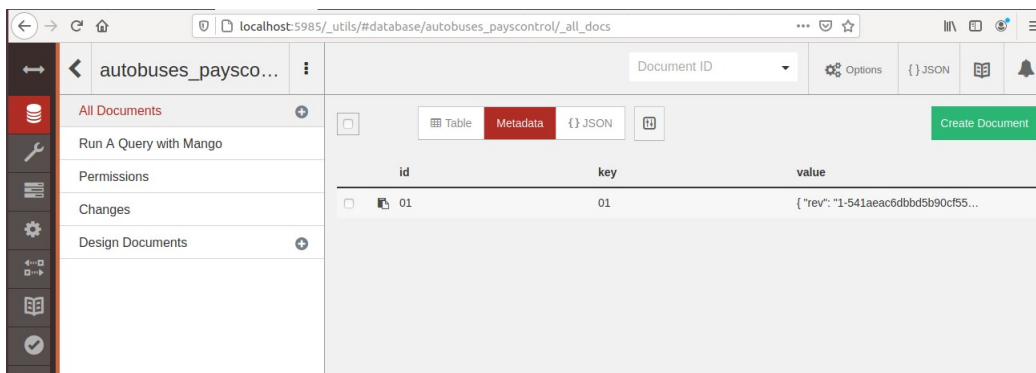 localhost:5985/_utils/#database/autobuses_payscontrol/_all_docs
autobuses_paysco...
Document ID
Options
{ } JSON
All Documents
Run A Query with Mango
Permissions
Changes
Design Documents
Table
Metadata
{ } JSON
Create Document
id key value
01 01 { "rev": "1-541aeac6dbbd5b90cf55...